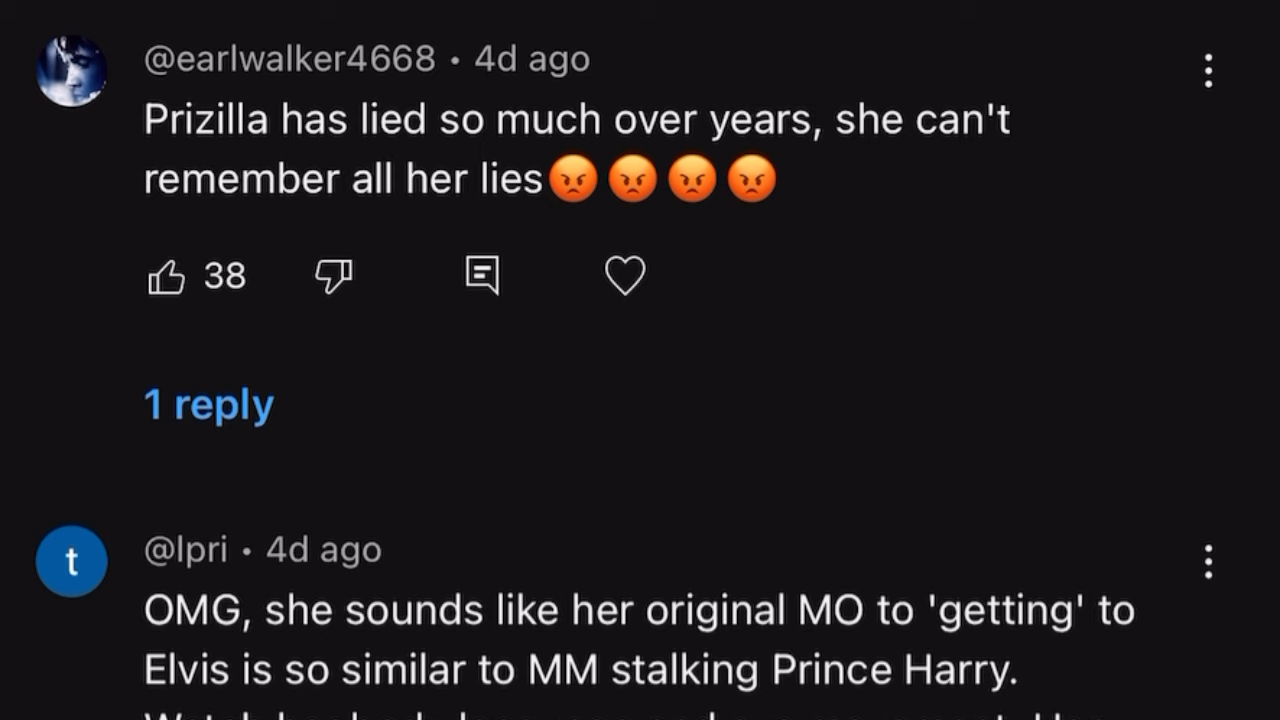 @earlwalker4668 • 4d ago
Prizilla has lied so much over years, she can't
remember all her lies😡😡😡😡
38
1 reply
t
@lpri • 4d ago
OMG, she sounds like her original MO to 'getting' to
Elvis is so similar to MM stalking Prince Harry.